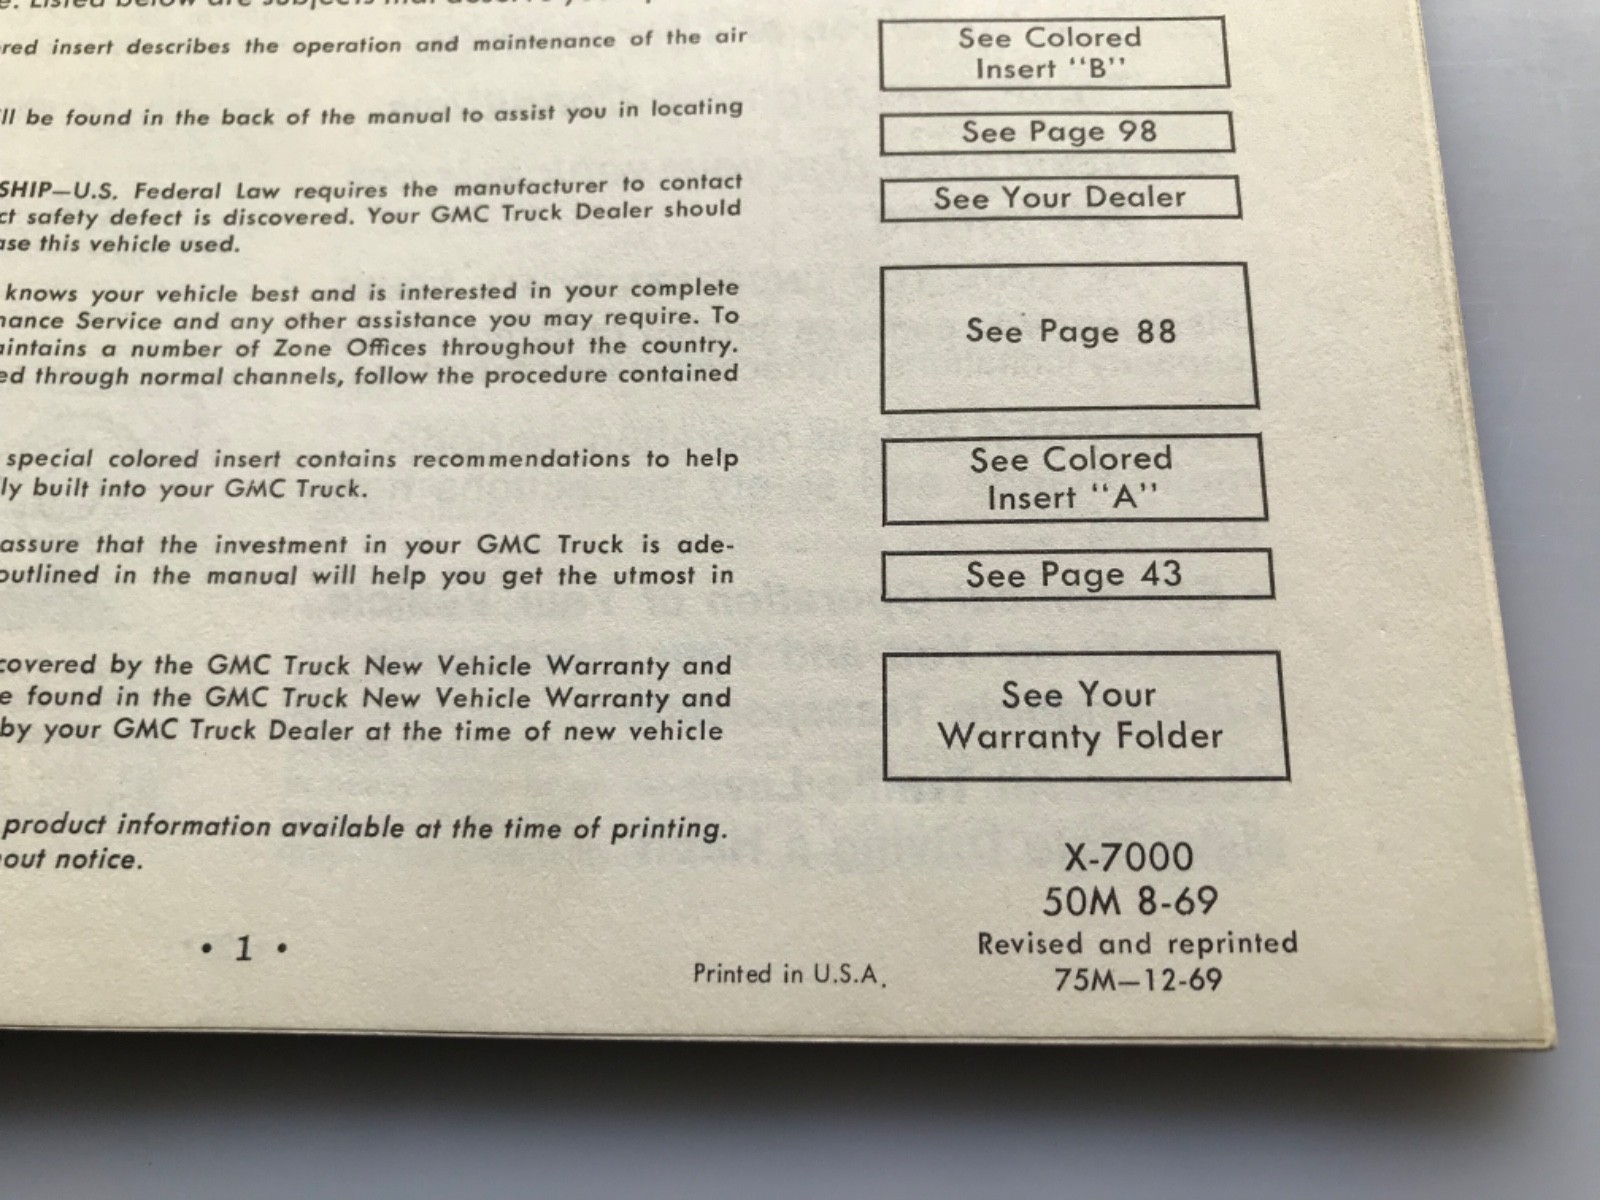 e. Listed below are subjects that deserve you
red insert describes the operation and maintenance of the air
See Colored
Insert "B"
ll be found in the back of the manual to assist you in locating
See Page 98
SHIP—U.S. Federal Law requires the manufacturer to contact
ct safety defect is discovered. Your GMC Truck Dealer should
ase this vehicle used.
See Your Dealer
knows your vehicle best and is interested in your complete
nance Service and any other assistance you may require. To
aintains a number of Zone Offices throughout the country.
ed through normal channels, follow the procedure contained
See Page 88
special colored insert contains recommendations to help
ly built into your GMC Truck.
See Colored
Insert "A"
assure that the investment in your GMC Truck is ade-
outlined in the manual will help you get the utmost in
See Page 43
covered by the GMC Truck New Vehicle Warranty and
e found in the GMC Truck New Vehicle Warranty and
by your GMC Truck Dealer at the time of new vehicle
See Your
Warranty Folder
product information available at the time of printing.
out notice.
X-7000
50M 8-69
Revised and reprinted
75M—12-69
• 1 •
Printed in U.S.A.